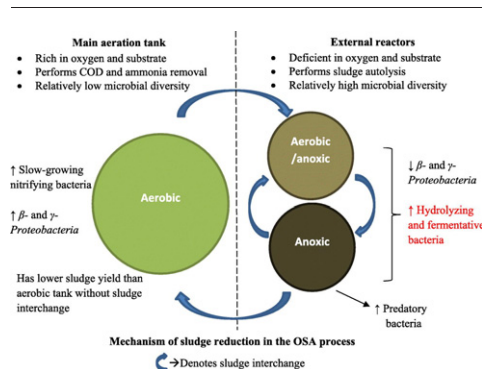 Main aeration tank
• Rich in oxygen and substrate
• Performs COD and ammonia removal
• Relatively low microbial diversity
External reactors
• Deficient in oxygen and substrate
• Performs sludge autolysis
• Relatively high microbial diversity
↑ Slow-growing
nitrifying bacteria
↑ β- and γ-
Proteobacteria
Aerobic
Has lower sludge yield than
aerobic tank without sludge
interchange
Aerobic
/anoxic
Anoxic
↓ β- and γ-
Proteobacteria
↑ Hydrolyzing
and fermentative
bacteria
↑ Predatory
bacteria
Mechanism of sludge reduction in the OSA process
→Denotes sludge interchange